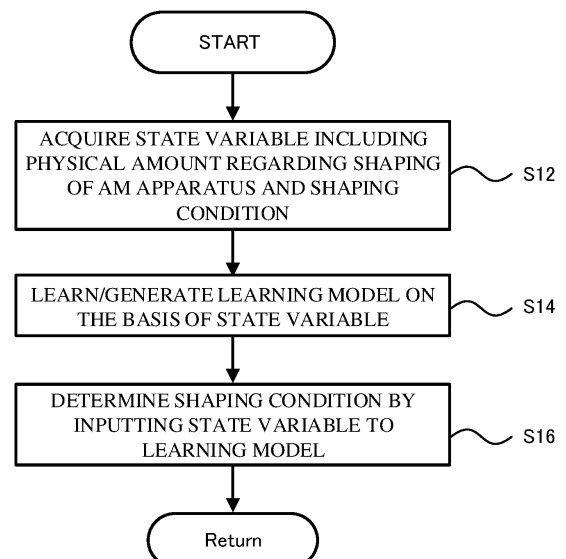 START
ACQUIRE STATE VARIABLE INCLUDING
PHYSICAL AMOUNT REGARDING SHAPING
OF AM APPARATUS AND SHAPING
CONDITION
S12
LEARN/GENERATE LEARNING MODEL ON
THE BASIS OF STATE VARIABLE
S14
DETERMINE SHAPING CONDITION BY
INPUTTING STATE VARIABLE TO
LEARNING MODEL
S16
Return